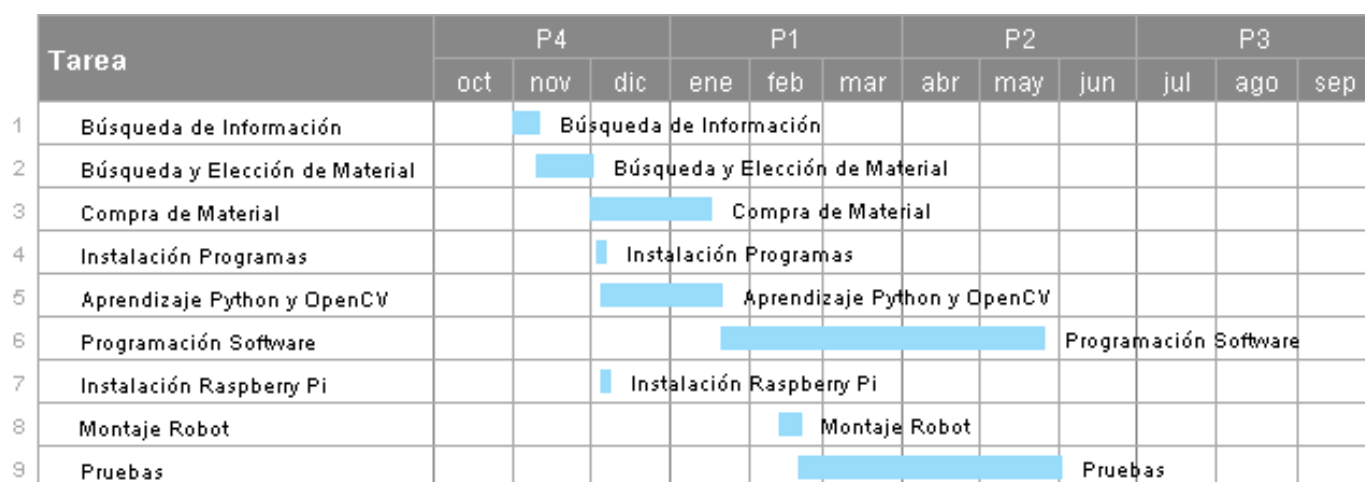 Tarea
P4 P1 P2 P3
oct nov dic ene feb mar abr may jun jul ago sep
1 Búsqueda de Información Búsqueda de Información
2 Búsqueda y Elección de Material Búsqueda y Elección de Material
3 Compra de Material Compra de Material
4 Instalación Programas Instalación Programas
5 Aprendizaje Python y OpenCV Aprendizaje Python y OpenCV
6 Programación Software Programación Software
7 Instalación Raspberry Pi Instalación Raspberry Pi
8 Montaje Robot Montaje Robot
9 Pruebas Pruebas